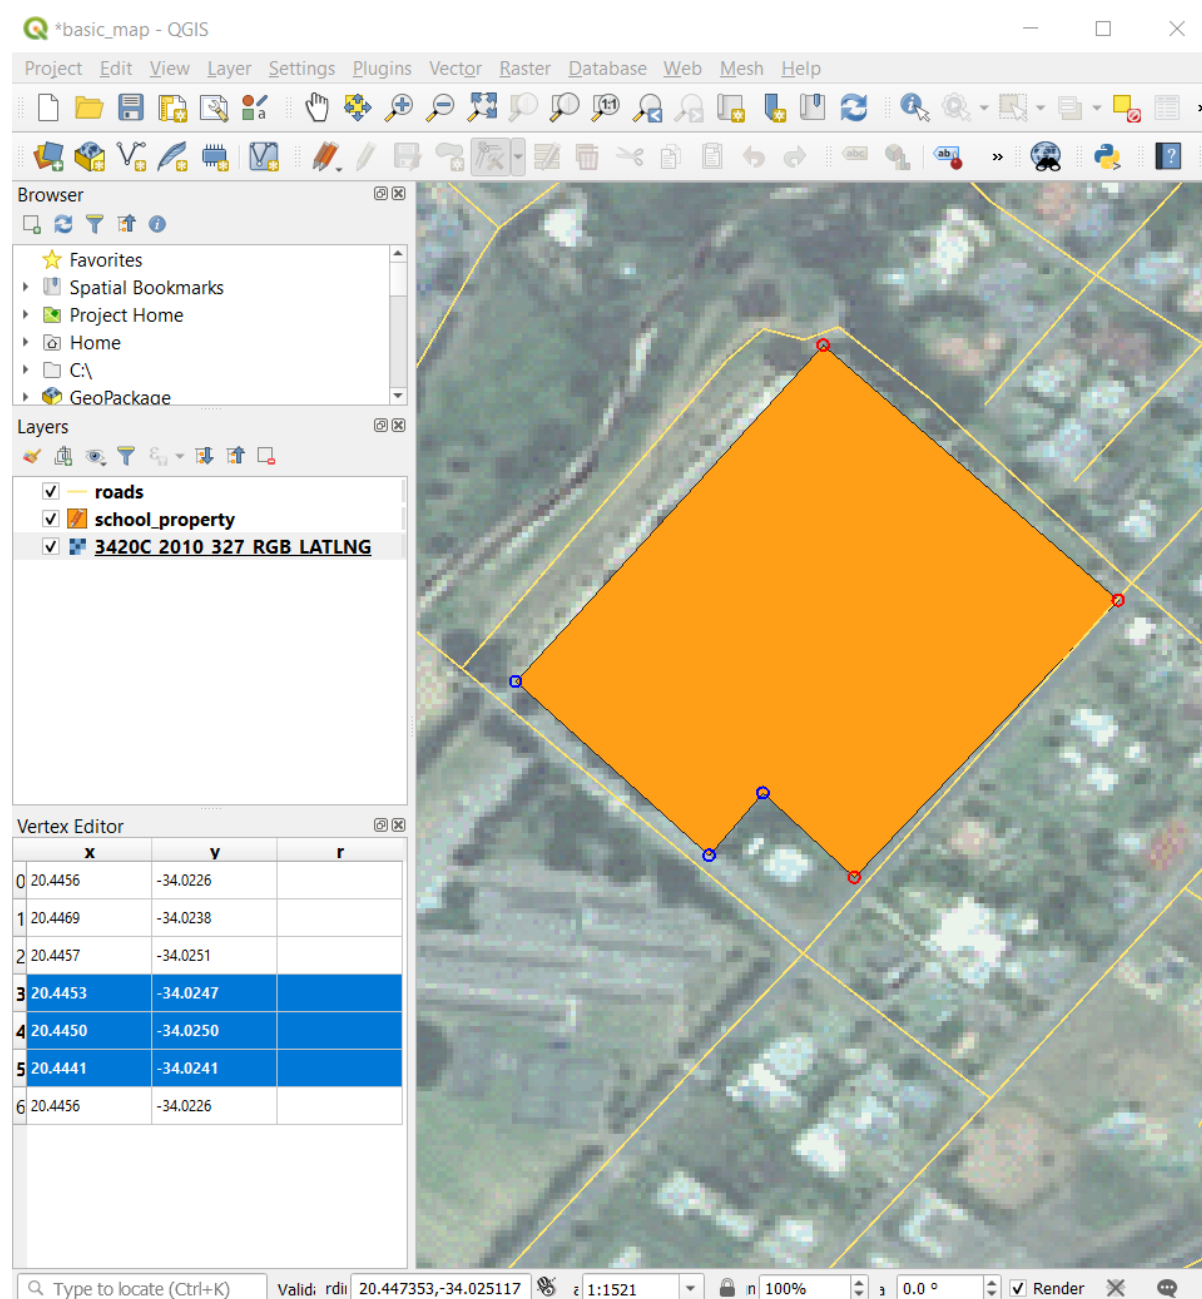 *basic_map - QGIS
Project Edit View Layer Settings Plugins Vector Raster Database Web Mesh Help
Browser
Favorites
Spatial Bookmarks
Project Home
Home
C:\
GeoPackage
Layers
roads
school_property
3420C_2010_327_RGB_LATLNG
Vertex Editor
x y r
0 20.4456 -34.0226
1 20.4469 -34.0238
2 20.4457 -34.0251
3 20.4453 -34.0247
4 20.4450 -34.0250
5 20.4441 -34.0241
6 20.4456 -34.0226
Type to locate (Ctrl+K) rdii 20.447353,-34.025117 1:1521 100% 0.0 ° Render